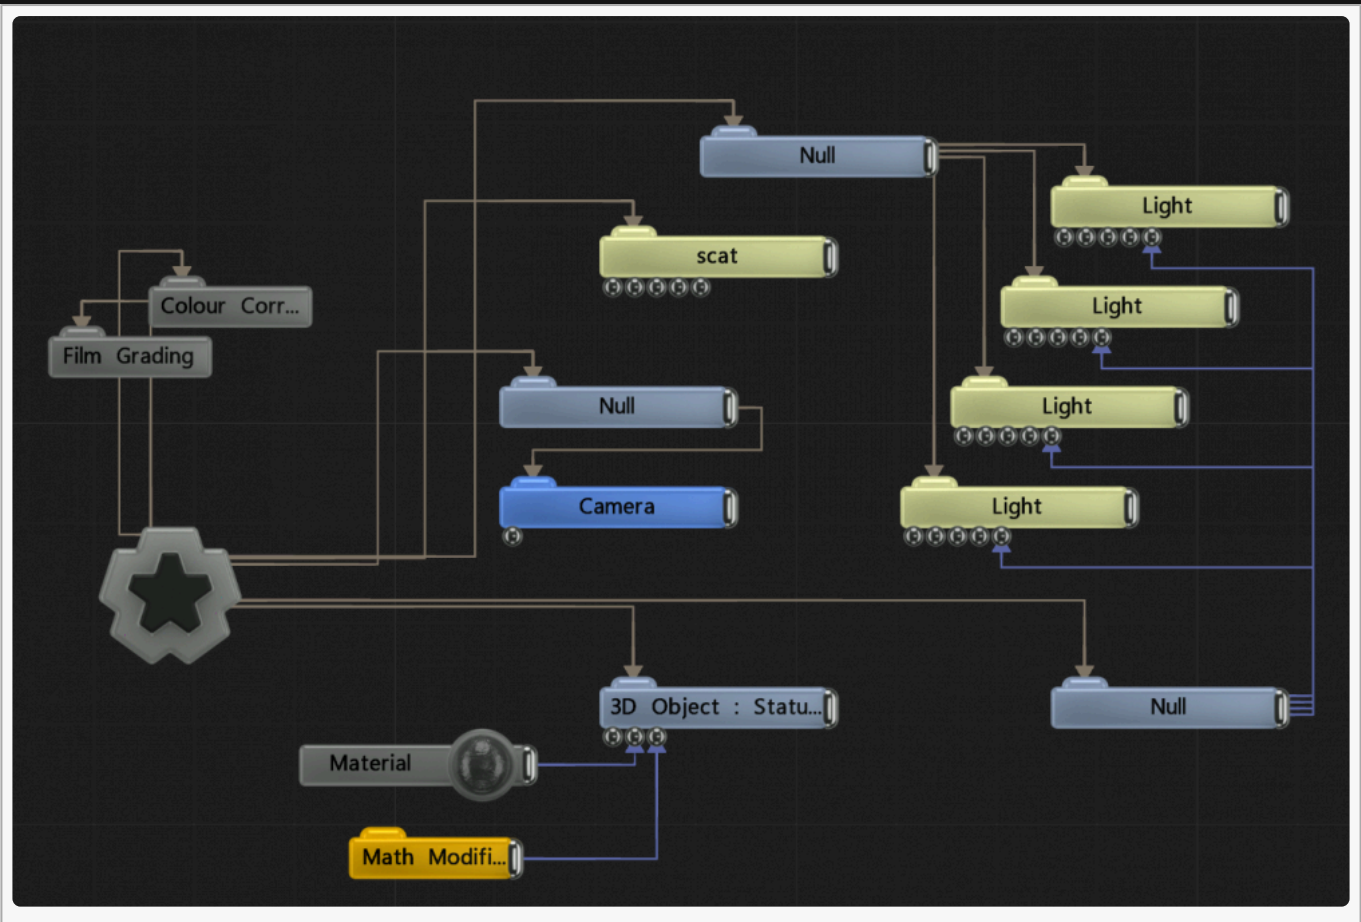 Null
Light
scat
Colour Corr...
Light
Film Grading
Null
Light
Camera
Light
3D Object : Statu...
Null
Material
Math Modifi...